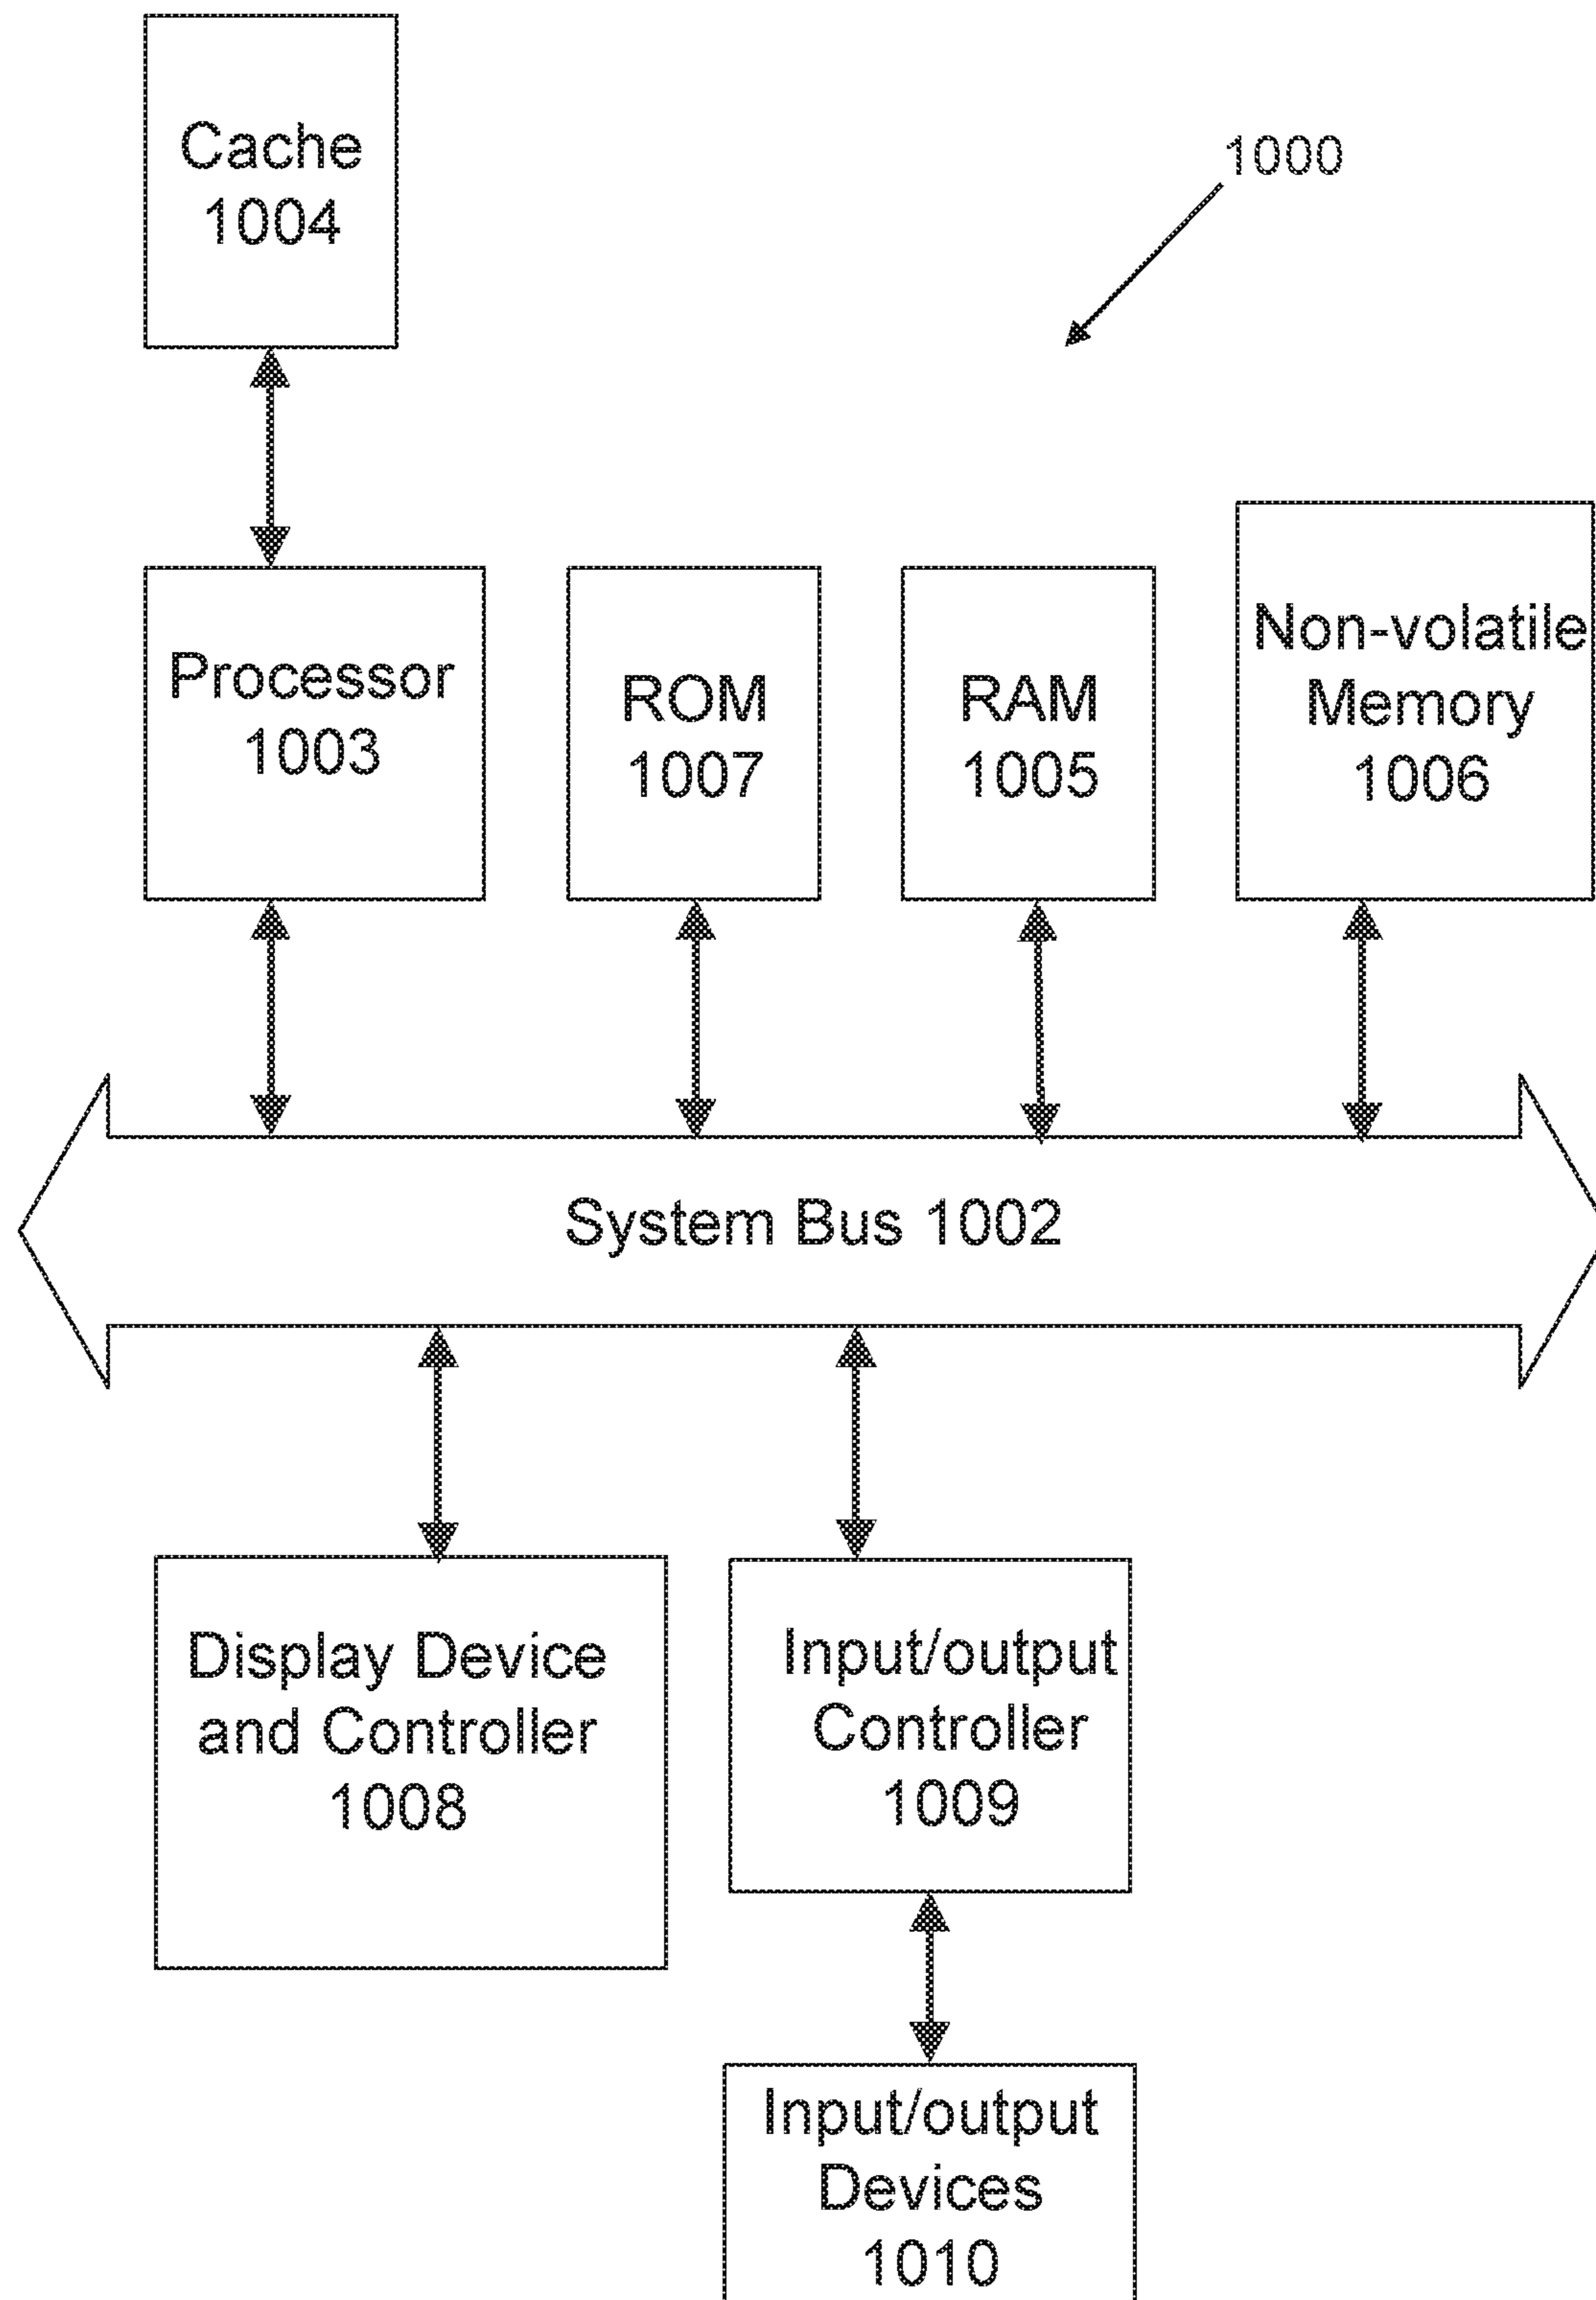 Cache
1004
1000
Processor
1003
ROM
1007
RAM
1005
Non-volatile
Memory
1006
System Bus 1002
Display Device
and Controller
1008
Input/output
Controller
1009
Input/output
Devices
1010